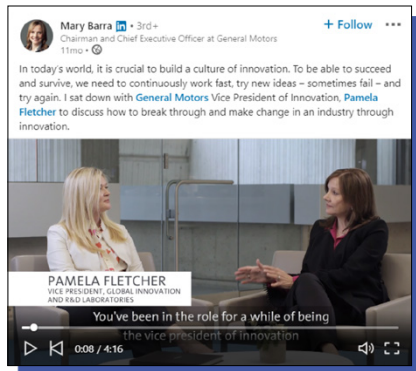 Mary Barra in • 3rd+
+ Follow
Chairman and Chief Executive Officer at General Motors
11mo •
In today's world, it is crucial to build a culture of innovation. To be able to succeed
and survive, we need to continuously work fast, try new ideas – sometimes fail – and
try again. I sat down with General Motors Vice President of Innovation, Pamela
Fletcher to discuss how to break through and make change in an industry through
innovation.
PAMELA FLETCHER
VICE PRESIDENT, GLOBAL INNOVATION
AND R&D LABORATORIES
You've been in the role for a while of being
the vice president of innovation
0:08 / 4:16